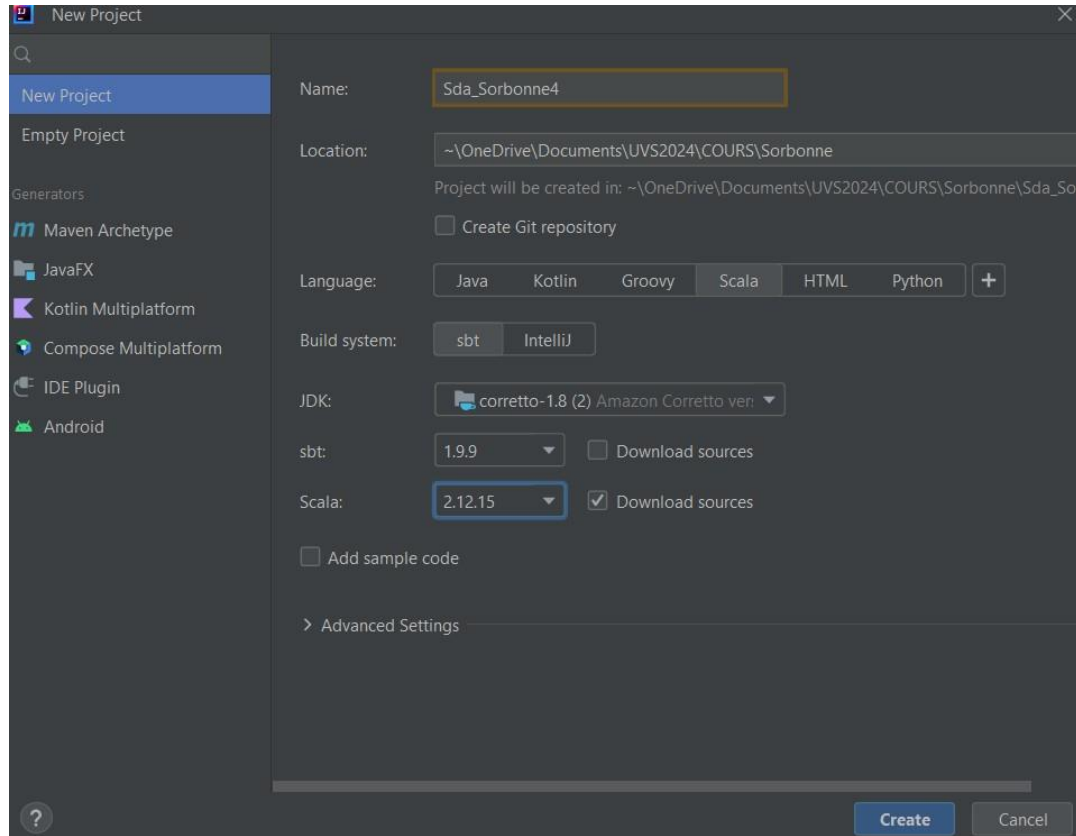 New Project
New Project
Empty Project
Generators
Maven Archetype
JavaFX
Kotlin Multiplatform
Compose Multiplatform
IDE Plugin
Android
Name: Sda_Sorbonne4
Location: ~\OneDrive\Documents\UVS2024\COURS\Sorbonne
Project will be created in: ~\OneDrive\Documents\UVS2024\COURS\Sorbonne\Sda_So
Create Git repository
Language: Java Kotlin Groovy Scala HTML Python +
Build system: sbt IntelliJ
JDK: corretto-1.8 (2) Amazon Corretto ver
sbt: 1.9.9 Download sources
Scala: 2.12.15 Download sources
Add sample code
Advanced Settings
? Create Cancel